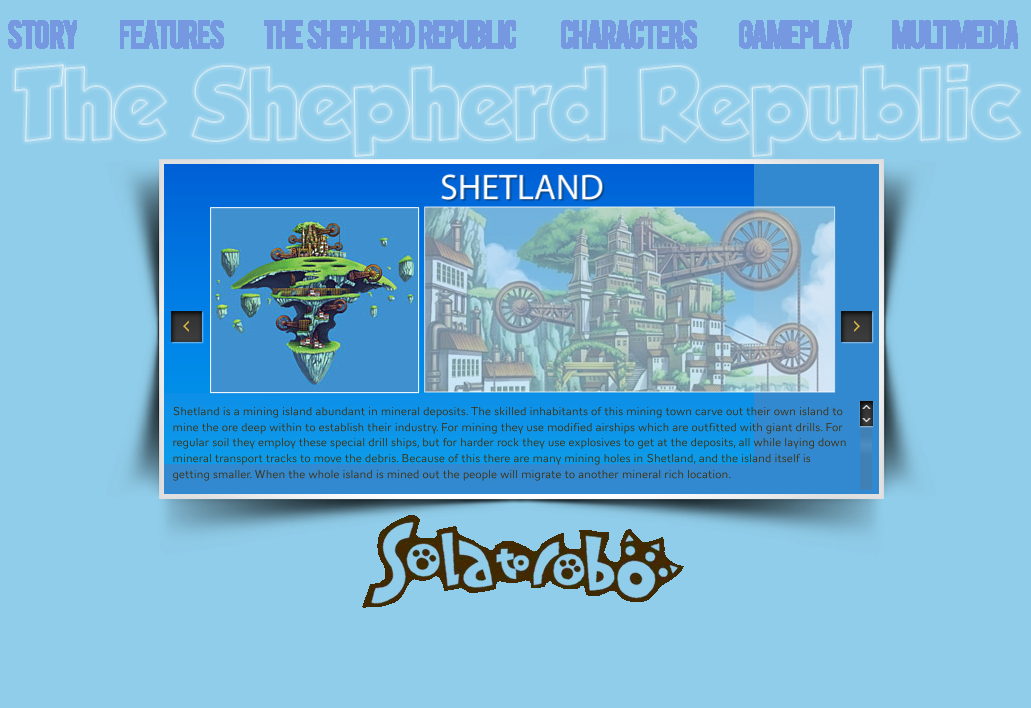 STORY FEATURES THE SHEPHERD REPUBLIC CHARACTERS GAMEPLAY MULTIMEDIA
The Shepherd Republic
SHETLAND
Shetland is a mining island abundant in mineral deposits. The skilled inhabitants of this mining town carve out their own island to
mine the ore deep within to establish their industry. For mining they use modified airships which are outfitted with giant drills. For
regular soil they employ these special drill ships, but for harder rock they use explosives to get at the deposits, all while laying down
mineral transport tracks to move the debris. Because of this there are many mining holes in Shetland, and the island itself is
getting smaller. When the whole island is mined out the people will migrate to another mineral rich location.
Solatorobo